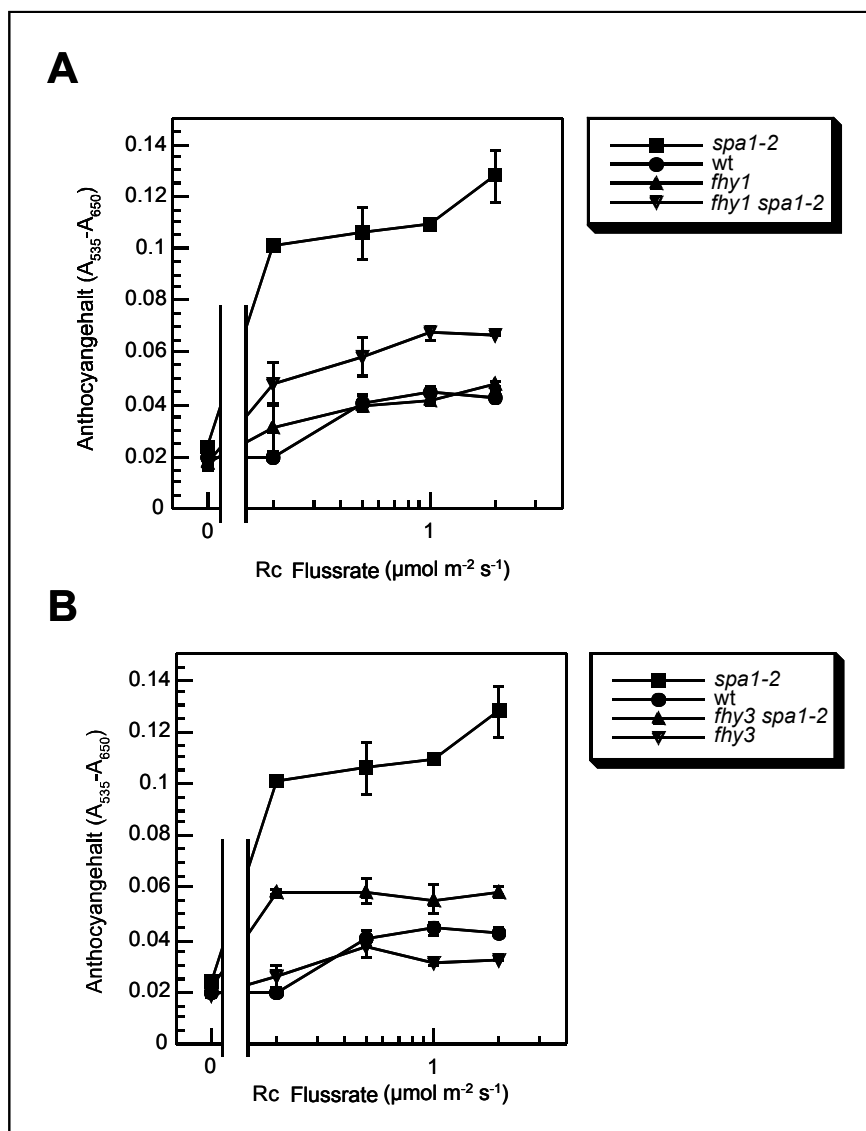 A
Anthocyangehalt (A535-A650)
0.14
0.12
0.1
0.08
0.06
0.04
0.02
0
0
1
Rc Flussrate (µmol m-2 s-1)
spa1-2
wt
fhy1
fhy1 spa1-2
B
Anthocyangehalt (A535-A650)
0.14
0.12
0.1
0.08
0.06
0.04
0.02
0
0
1
Rc Flussrate (µmol m-2 s-1)
spa1-2
wt
fhy3 spa1-2
fhy3